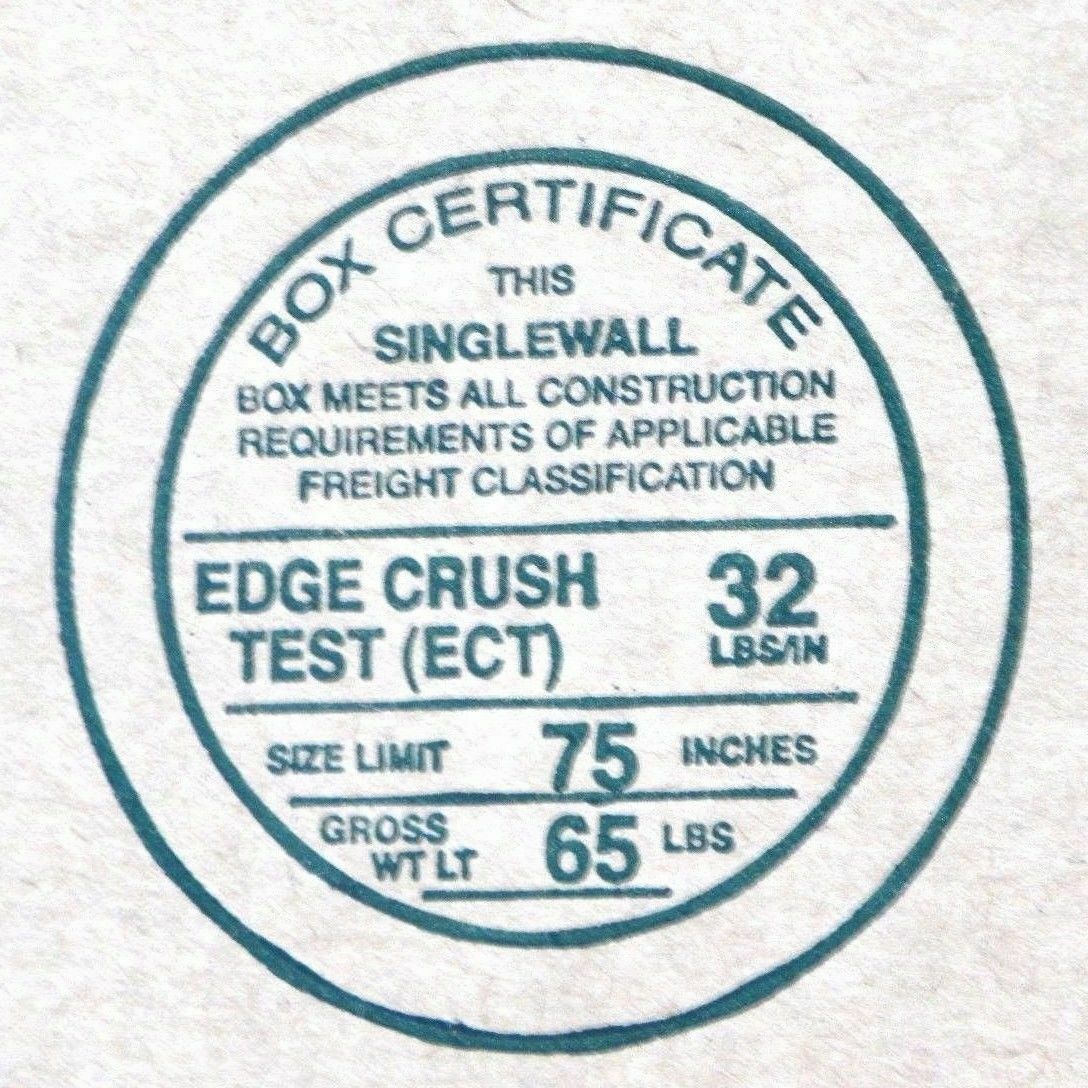 BOX CERTIFICATE
THIS
SINGLEWALL
BOX MEETS ALL CONSTRUCTION
REQUIREMENTS OF APPLICABLE
FREIGHT CLASSIFICATION
EDGE CRUSH
TEST (ECT)
32
LBS/IN
SIZE LIMIT 75 INCHES
GROSS
WT LT 65 LBS